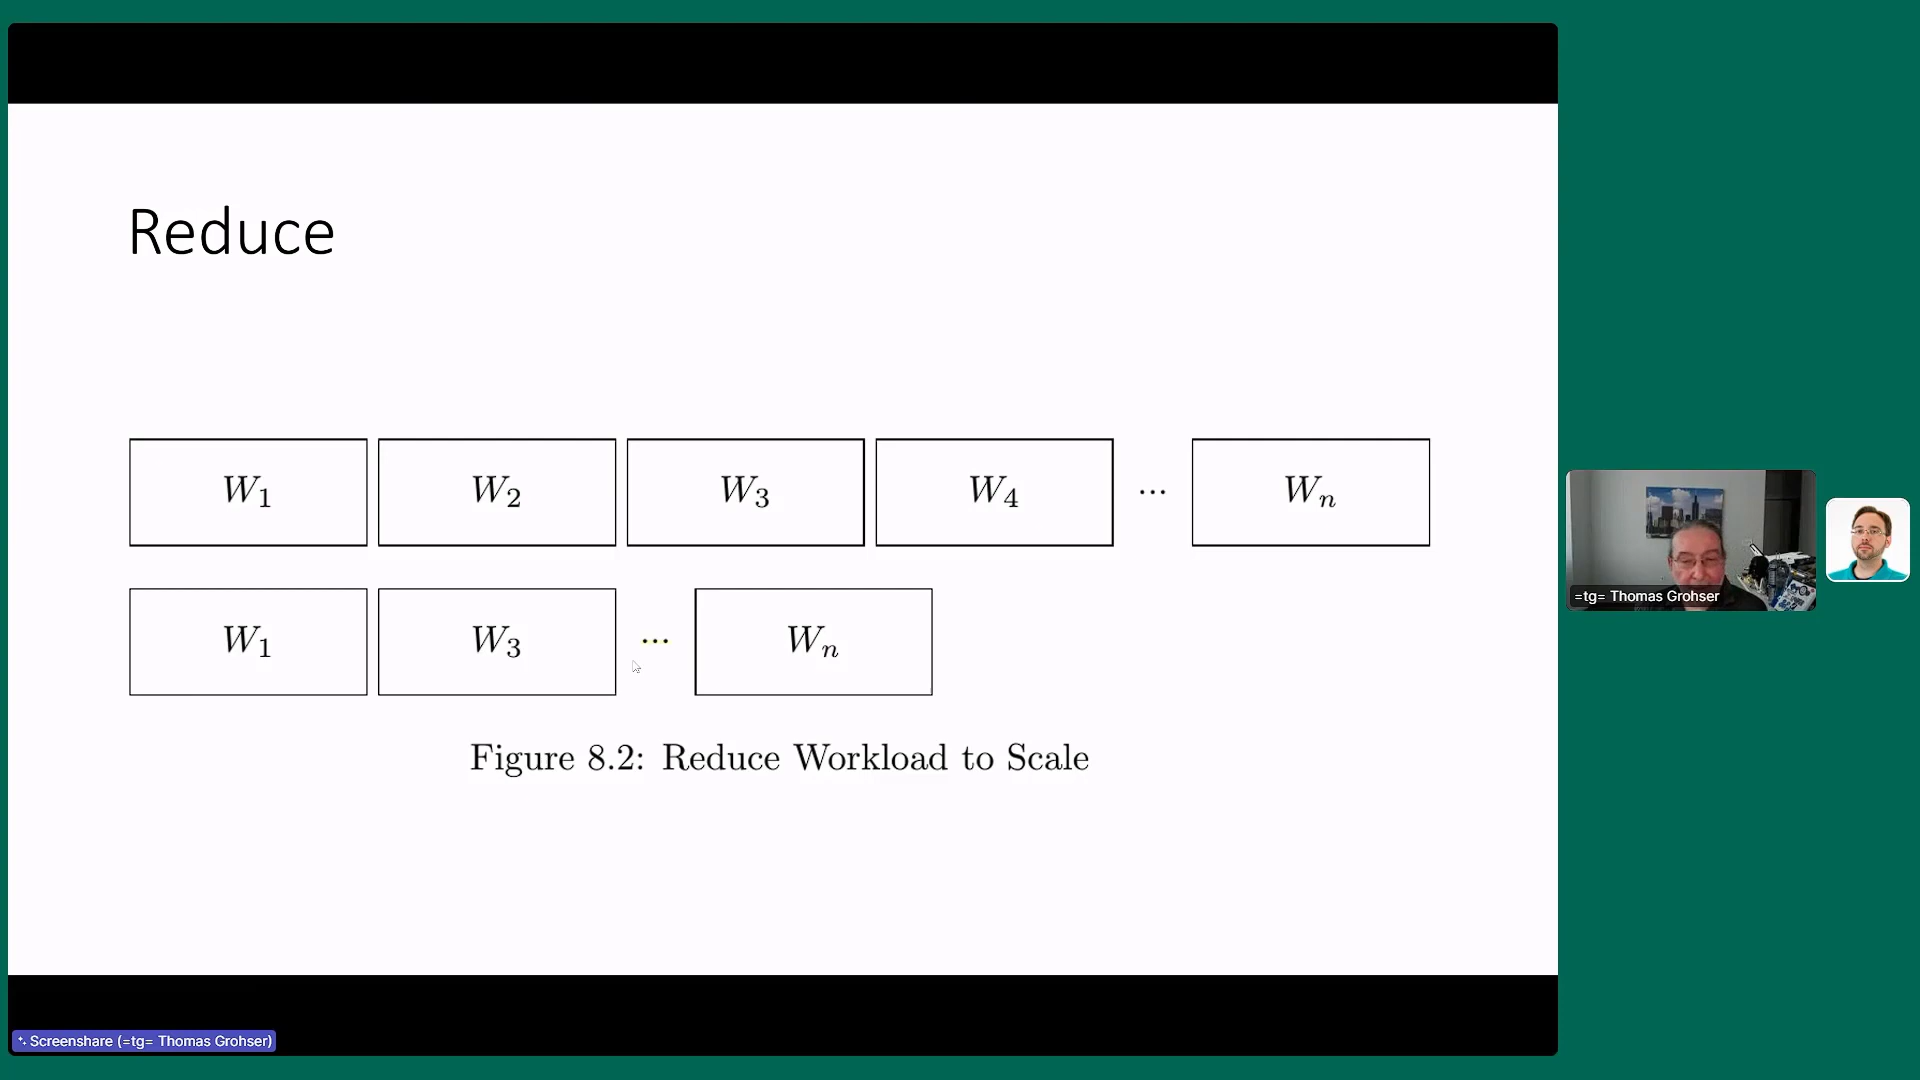 Reduce
W1 W2 W3 W4 ... Wn
W1 W3 ... Wn
Figure 8.2: Reduce Workload to Scale
=tg= Thomas Grohser
Screenshare (=tg= Thomas Grohser)